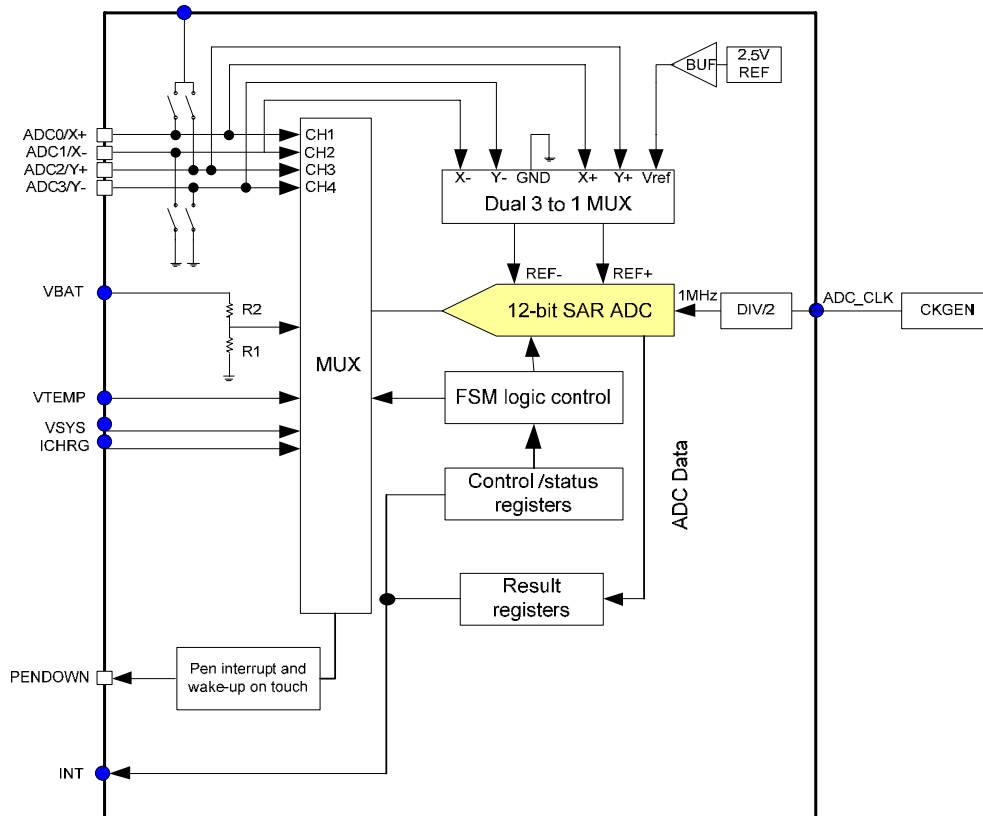 BUF
2.5V
REF
ADC0/X+
ADC1/X-
ADC2/Y+
ADC3/Y-
CH1
CH2
CH3
CH4
X- Y- GND X+ Y+ Vref
Dual 3 to 1 MUX
REF- REF+
VBAT
R2
R1
12-bit SAR ADC
1MHz
DIV/2
ADC_CLK
CKGEN
MUX
VTEMP
VSYS
ICHRG
FSM logic control
Control /status
registers
ADC Data
Result
registers
PENDOWN
Pen interrupt and
wake-up on touch
INT